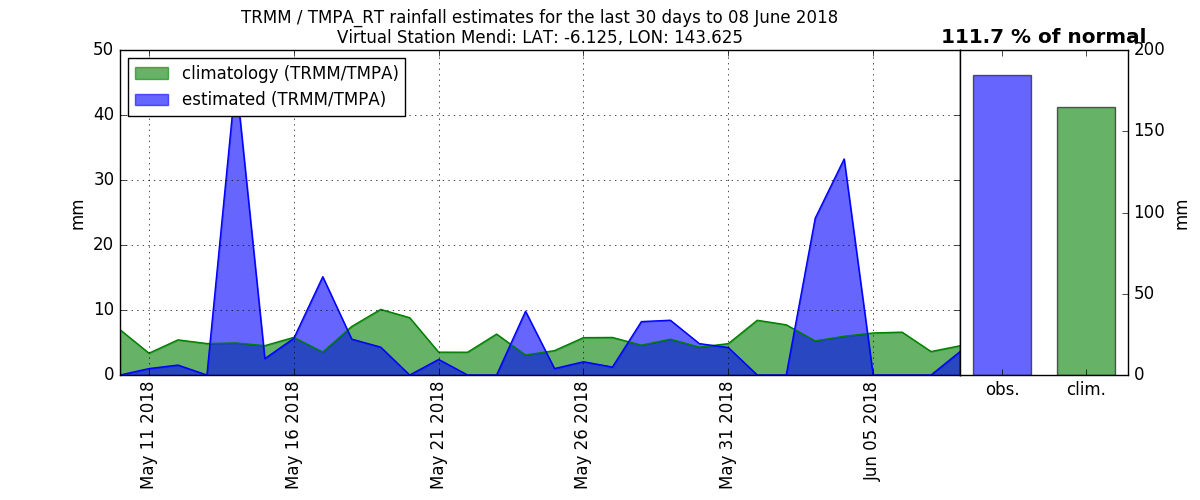 TRMM / TMPA_RT rainfall estimates for the last 30 days to 08 June 2018
Virtual Station Mendi: LAT: -6.125, LON: 143.625
111.7 % of normal
climatology (TRMM/TMPA)
estimated (TRMM/TMPA)
50
40
30
20
10
0
mm
May 11 2018
May 16 2018
May 21 2018
May 26 2018
May 31 2018
Jun 05 2018
200
150
100
50
0
mm
obs.
clim.